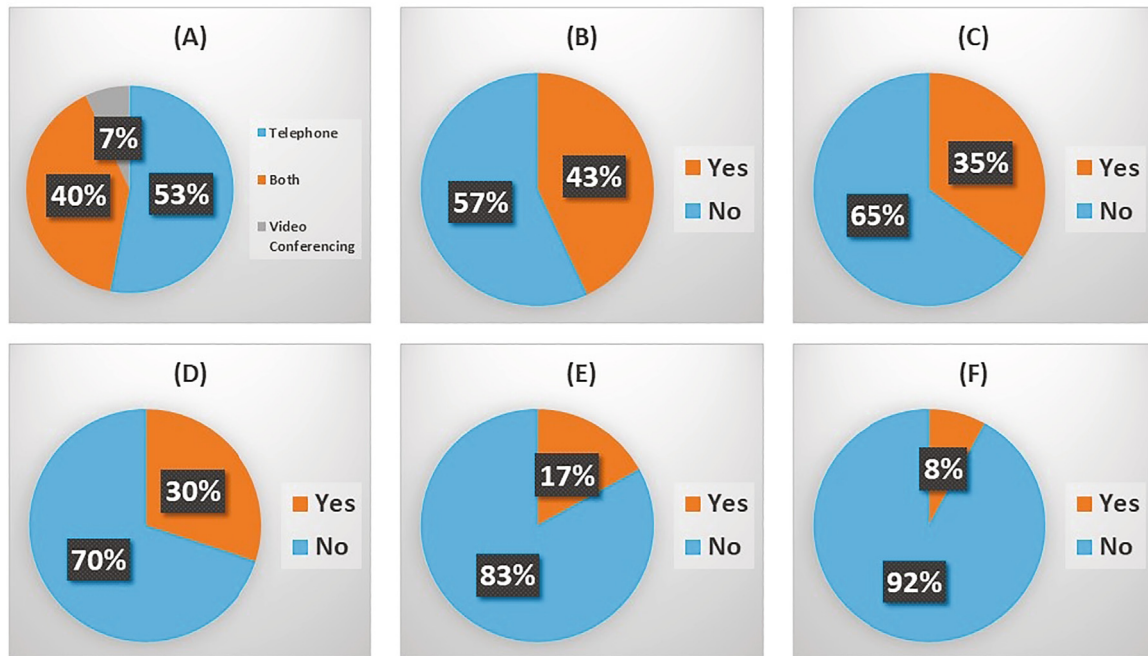 (A)
7%
40%
53%
Telephone
Both
Video
Conferencing
(B)
57%
43%
Yes
No
(C)
35%
65%
Yes
No
(D)
30%
70%
Yes
No
(E)
17%
83%
Yes
No
(F)
8%
92%
Yes
No